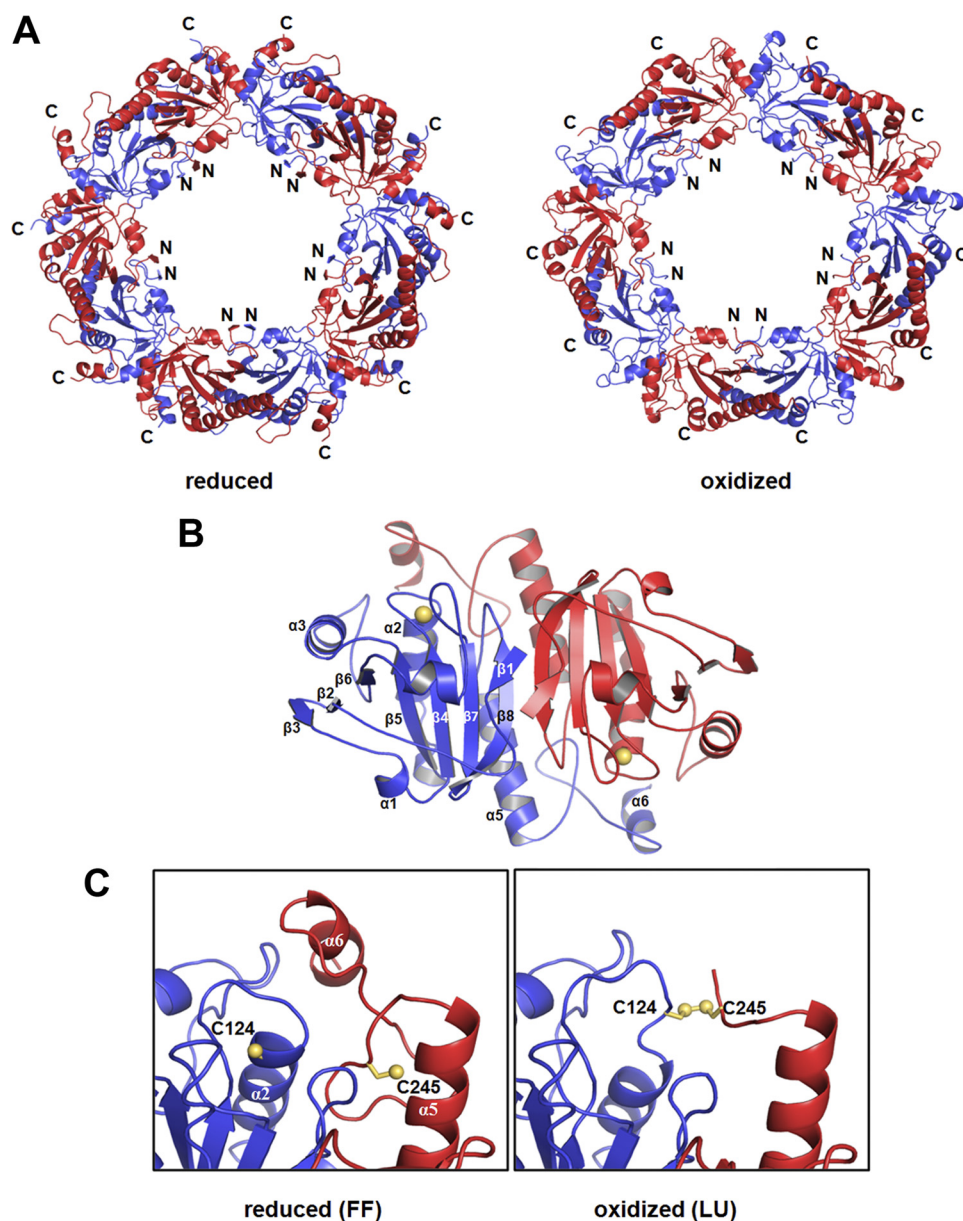 A
C C
C C
C C
C C
C C
N N
N N
N N
N N
N N
reduced
C
C C
C C
C
C C
C C
N N
N N
N N
N N
N N
oxidized
B
α3
α2
β6
β1
β2
β3
β5
β4
β7
β8
α1
α5
α6
C
α6
C124
C245
α2
α5
reduced (FF)
C124
C245
oxidized (LU)